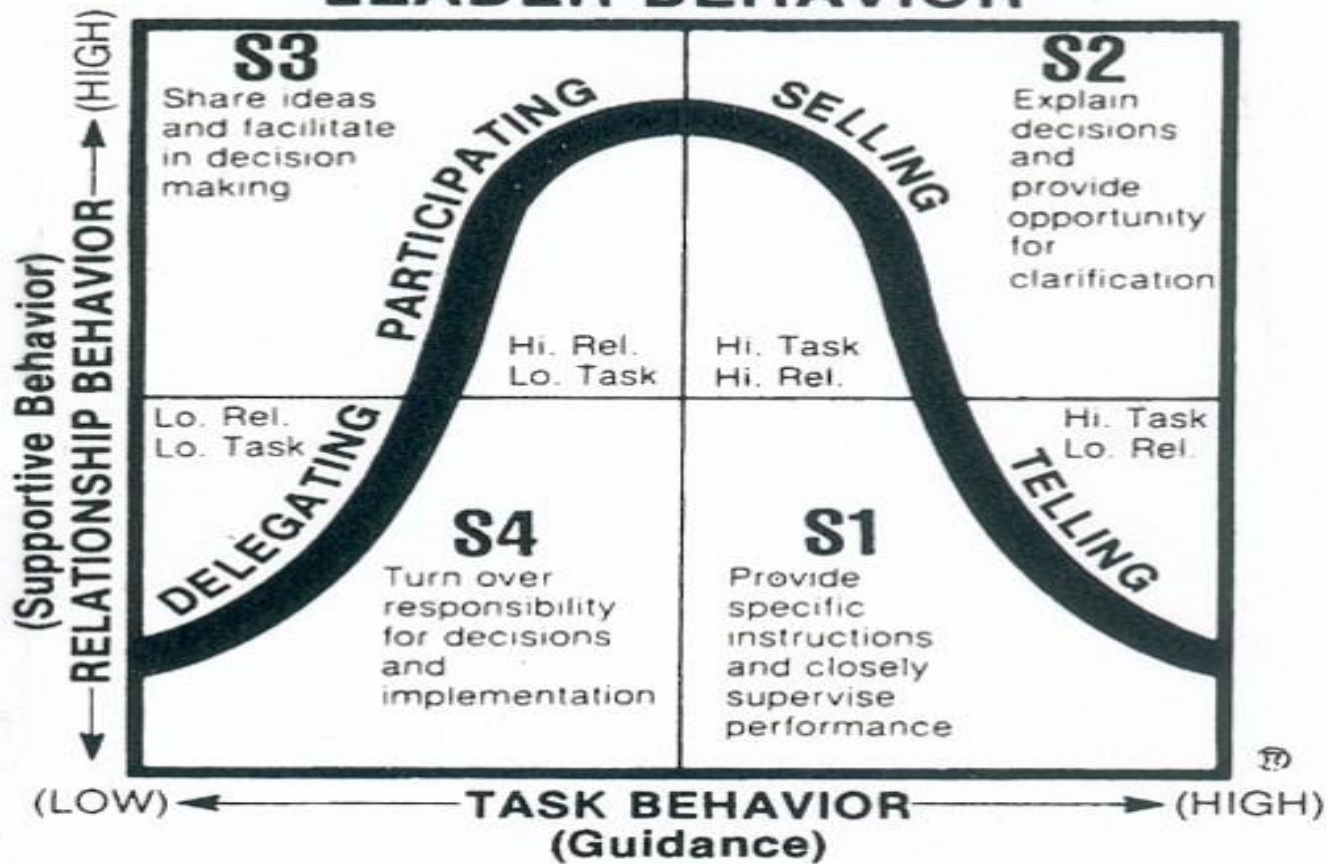 LEADER BEHAVIOR
(HIGH)
S3
Share ideas
and facilitate
in decision
making
PARTICIPATING
SELLING
S2
Explain
decisions
and
provide
opportunity
for
clarification
Hi. Rel.
Lo. Task
Hi. Task
Hi. Rel.
(Supportive Behavior)
RELATIONSHIP BEHAVIOR
Lo. Rel.
Lo. Task
DELEGATING
S4
Turn over
responsibility
for decisions
and
implementation
S1
Provide
specific
instructions
and closely
supervise
performance
Hi. Task
Lo. Rel.
TELLING
(LOW)
TASK BEHAVIOR
(HIGH)
(Guidance)